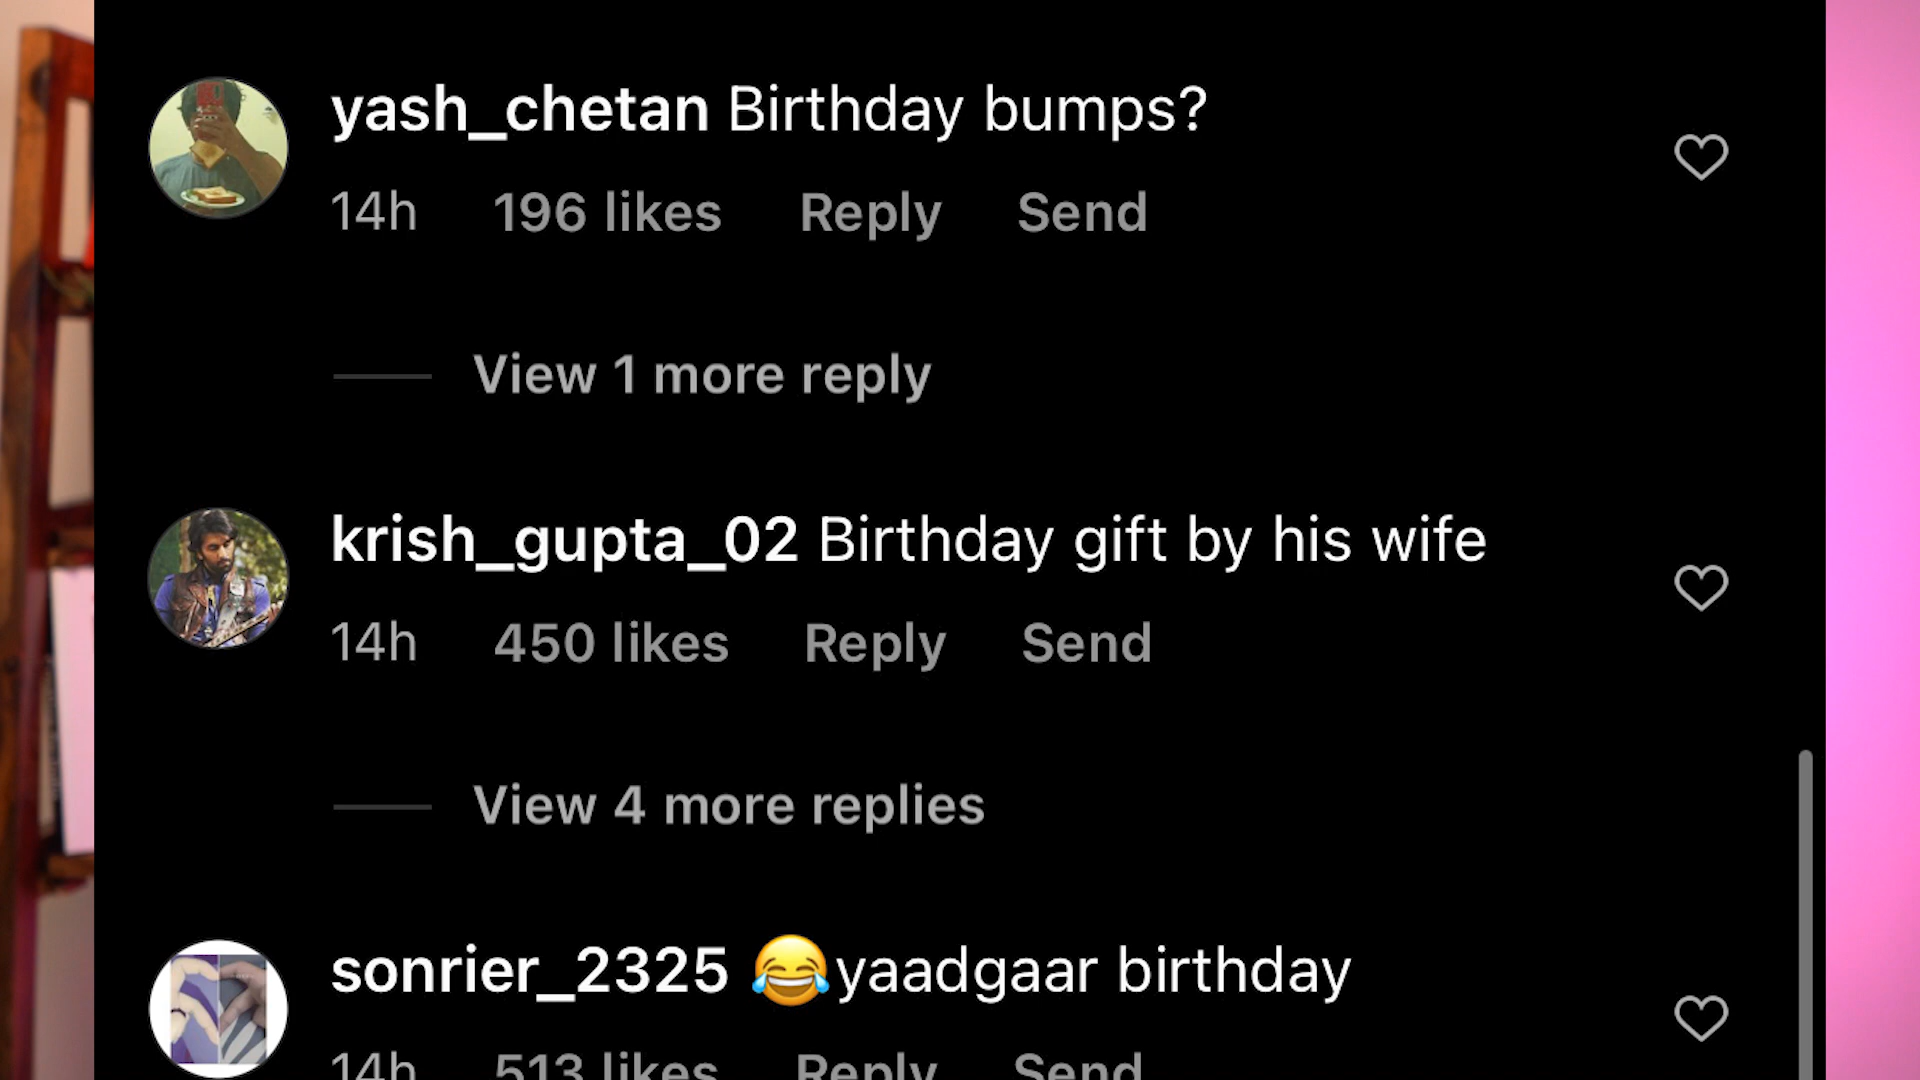 yash_chetan Birthday bumps?
14h 196 likes Reply Send
View 1 more reply
krish_gupta_02 Birthday gift by his wife
14h 450 likes Reply Send
View 4 more replies
sonrier_2325 😂yaadgaar birthday
14h 513 likes Reply Send